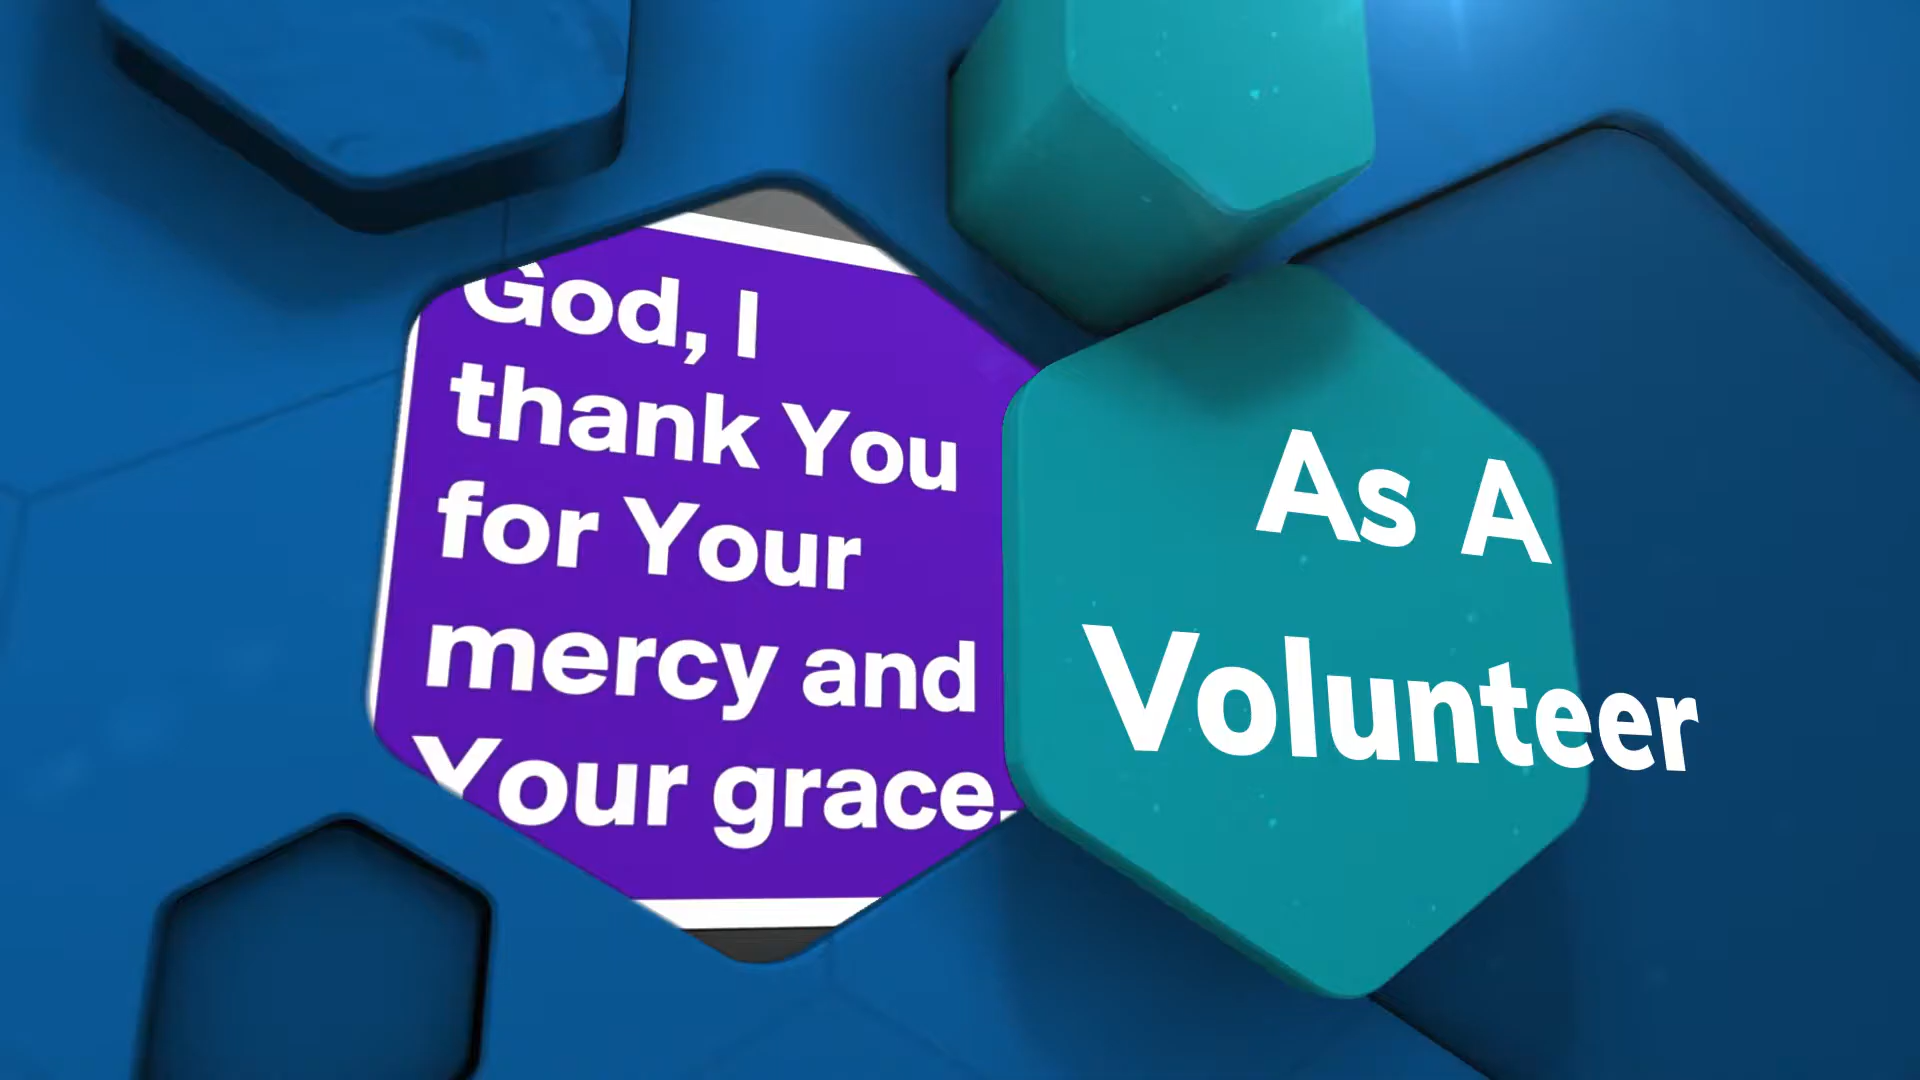 God, I
thank You
for Your
mercy and
Your grace.
As A
Volunteer